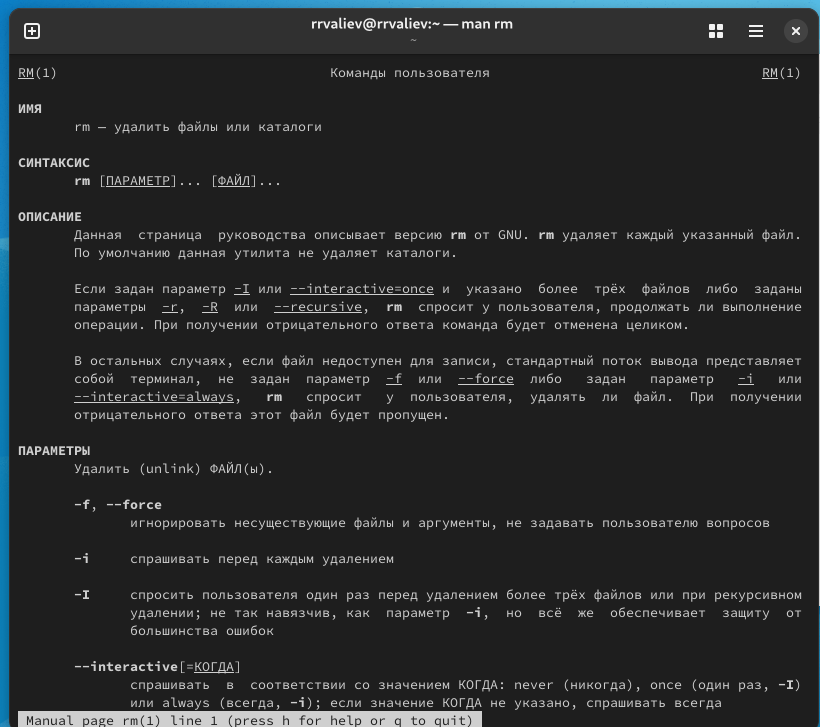 rrvaliev@rrvaliev:~ — man rm
~
RM(1) Команды пользователя RM(1)
ИМЯ
rm — удалить файлы или каталоги
СИНТАКСИС
rm [ПАРАМЕТР]... [ФАЙЛ]...
ОПИСАНИЕ
Данная страница руководства описывает версию rm от GNU. rm удаляет каждый указанный файл.
По умолчанию данная утилита не удаляет каталоги.
Если задан параметр -I или --interactive=once и указано более трёх файлов либо заданы
параметры -r, -R или --recursive, rm спросит у пользователя, продолжать ли выполнение
операции. При получении отрицательного ответа команда будет отменена целиком.
В остальных случаях, если файл недоступен для записи, стандартный поток вывода представляет
собой терминал, не задан параметр -f или --force либо задан параметр -i или
--interactive=always, rm спросит у пользователя, удалять ли файл. При получении
отрицательного ответа этот файл будет пропущен.
ПАРАМЕТРЫ
Удалить (unlink) ФАЙЛ(ы).
-f, --force
игнорировать несуществующие файлы и аргументы, не задавать пользователю вопросов
-i спрашивать перед каждым удалением
-I спросить пользователя один раз перед удалением более трёх файлов или при рекурсивном
удалении; не так навязчив, как параметр -i, но всё же обеспечивает защиту от
большинства ошибок
--interactive[=КОГДА]
спрашивать в соответствии со значением КОГДА: never (никогда), once (один раз, -I)
или always (всегда, -i); если значение КОГДА не указано, спрашивать всегда
Manual page rm(1) line 1 (press h for help or q to quit)